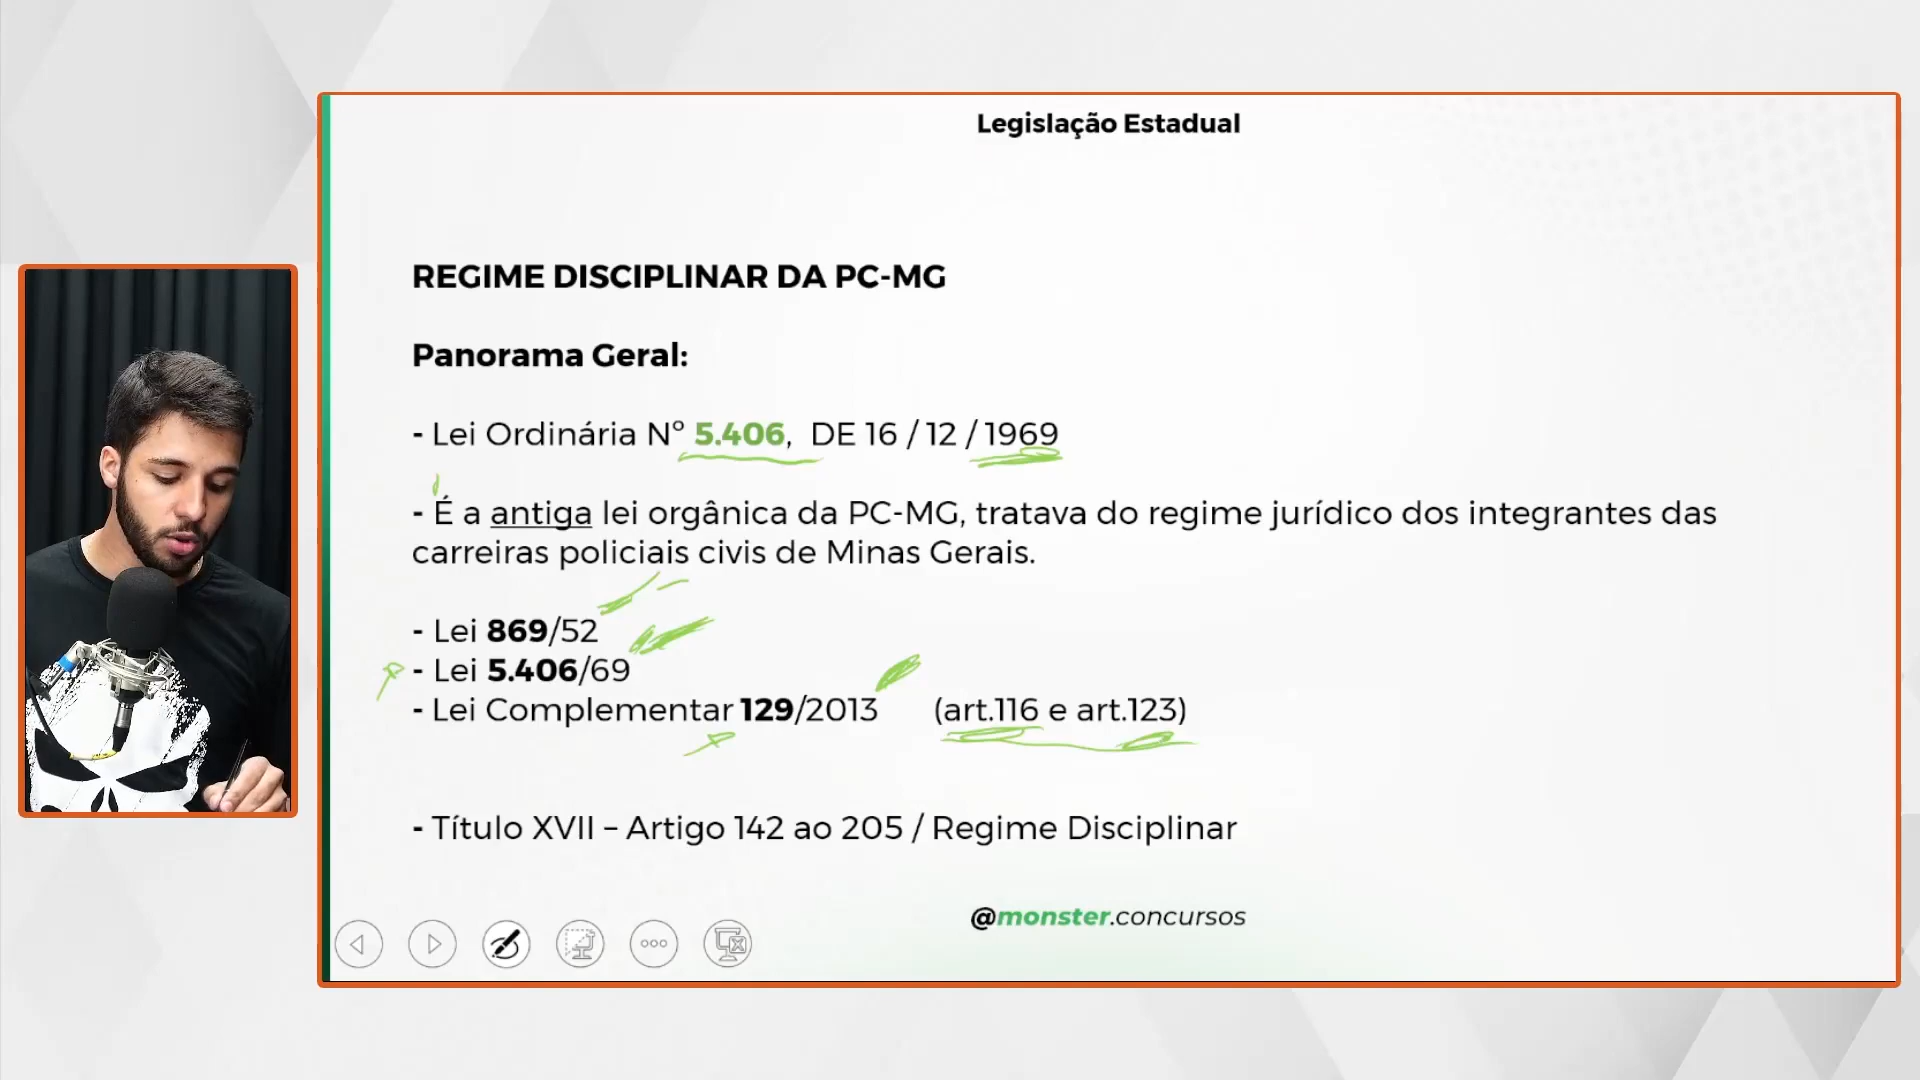 Legislação Estadual
REGIME DISCIPLINAR DA PC-MG
Panorama Geral:
- Lei Ordinária Nº 5.406, DE 16 / 12 / 1969
- É a antiga lei orgânica da PC-MG, tratava do regime jurídico dos integrantes das
carreiras policiais civis de Minas Gerais.
- Lei 869/52
- Lei 5.406/69
- Lei Complementar 129/2013 (art.116 e art.123)
- Título XVII – Artigo 142 ao 205 / Regime Disciplinar
@monster.concursos